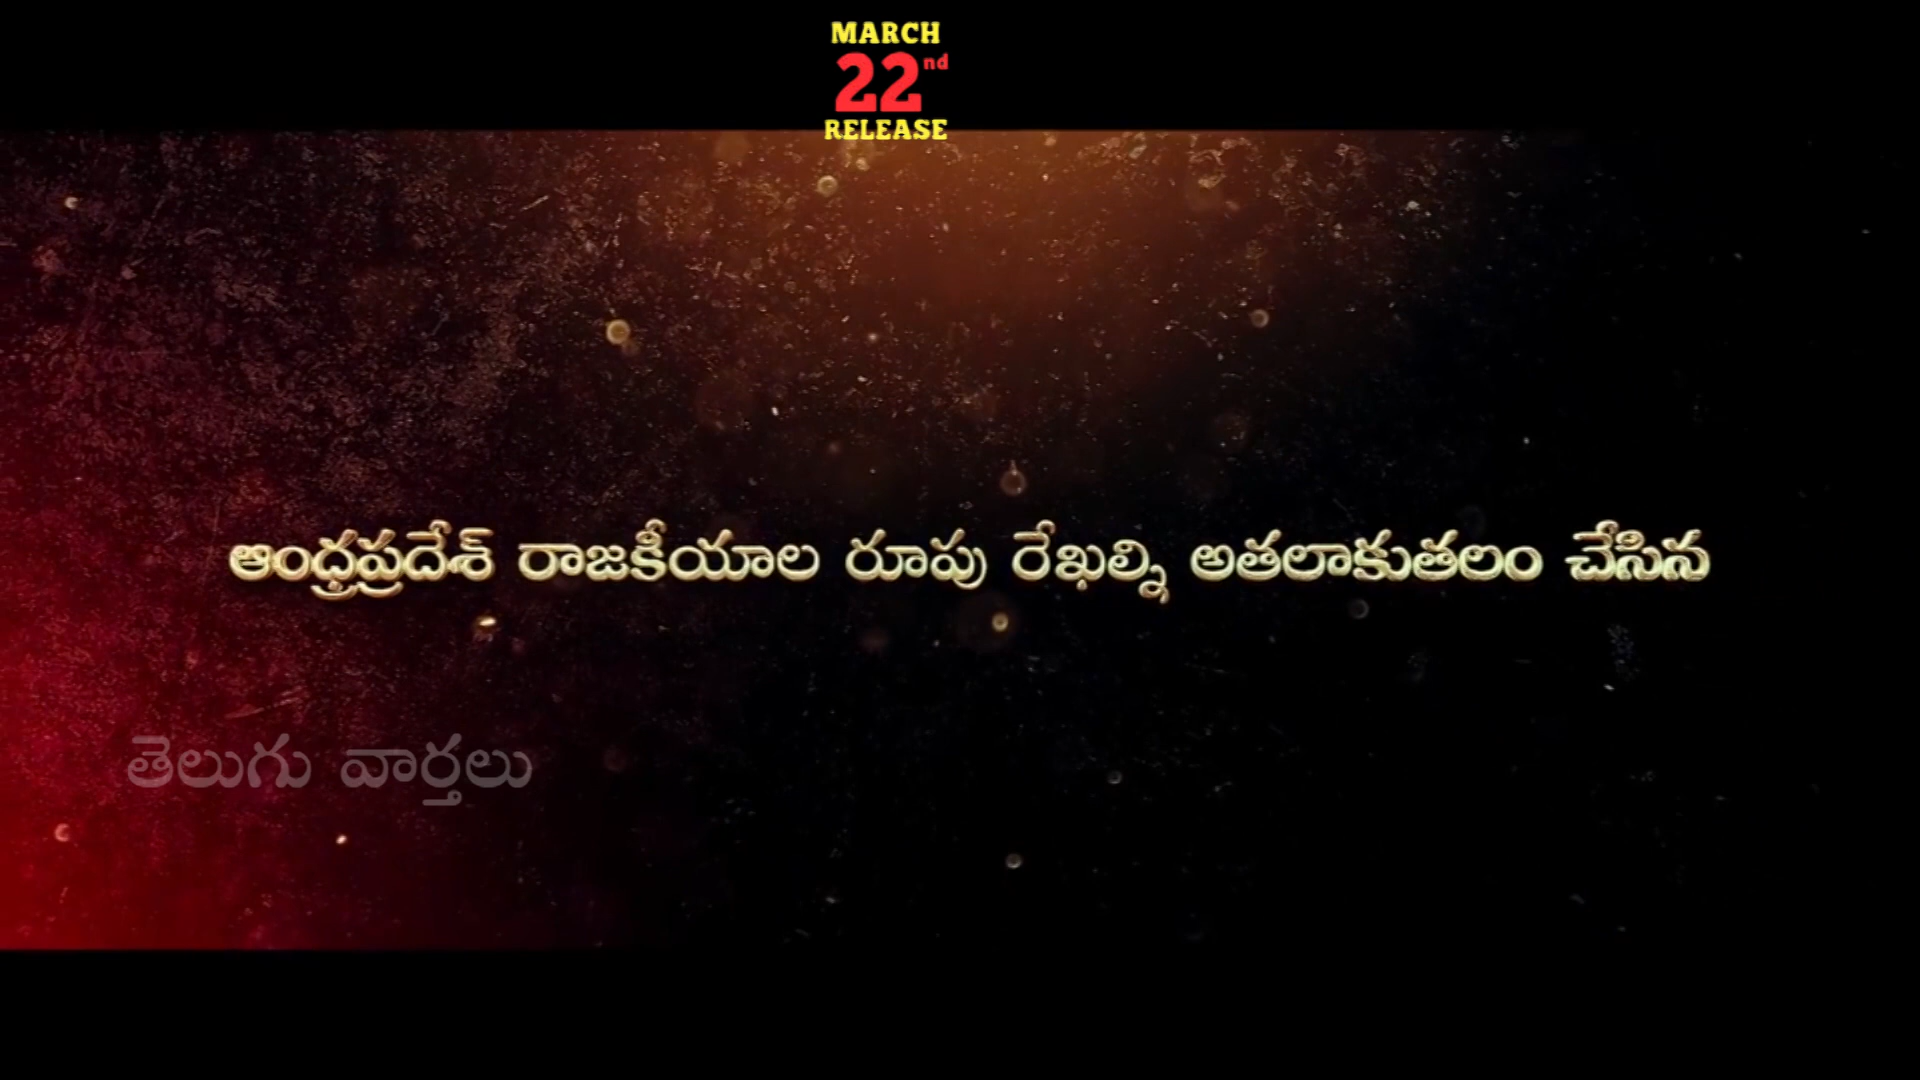 MARCH
22nd
RELEASE
ఆంధ్రప్రదేశ్ రాజకీయాల రూపు రేఖల్ని అతలాకుతలం చేసిన
తెలుగు వార్తలు